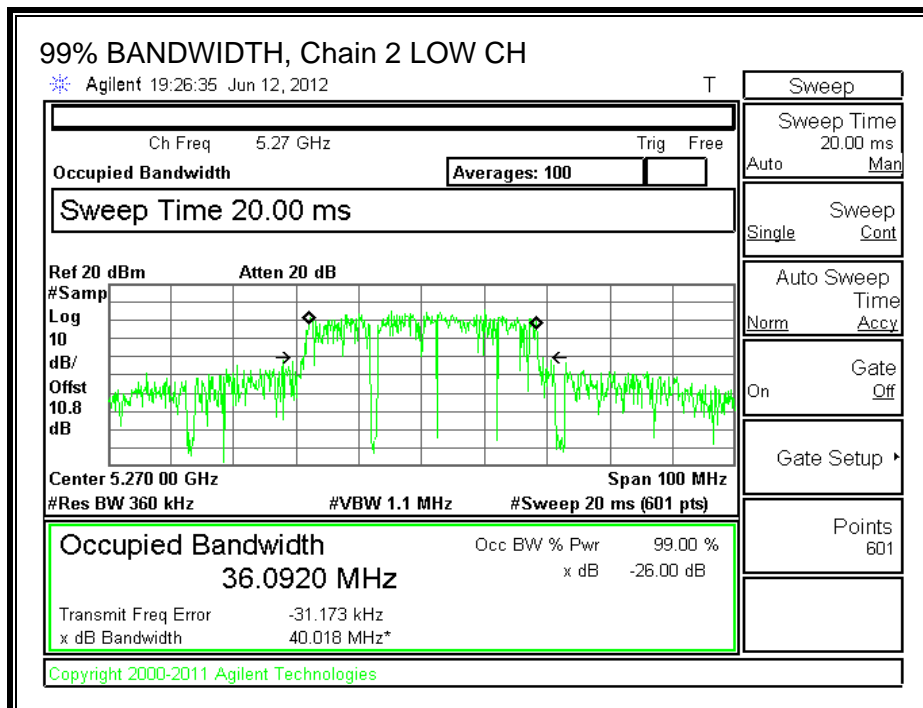 99% BANDWIDTH, Chain 2 LOW CH
Agilent 19:26:35 Jun 12, 2012 T
Ch Freq 5.27 GHz Trig Free
Occupied Bandwidth Averages: 100
Sweep Time 20.00 ms
Ref 20 dBm Atten 20 dB
#Samp
Log
10
dB/
Offst
10.8
dB
Center 5.270 00 GHz Span 100 MHz
#Res BW 360 kHz #VBW 1.1 MHz #Sweep 20 ms (601 pts)
Occupied Bandwidth Occ BW % Pwr 99.00 %
36.0920 MHz x dB -26.00 dB
Transmit Freq Error -31.173 kHz
x dB Bandwidth 40.018 MHz*
Copyright 2000-2011 Agilent Technologies
Sweep
Sweep Time
20.00 ms
Auto Man
Sweep
Single Cont
Auto Sweep
Time
Norm Accy
Gate
On Off
Gate Setup
Points
601